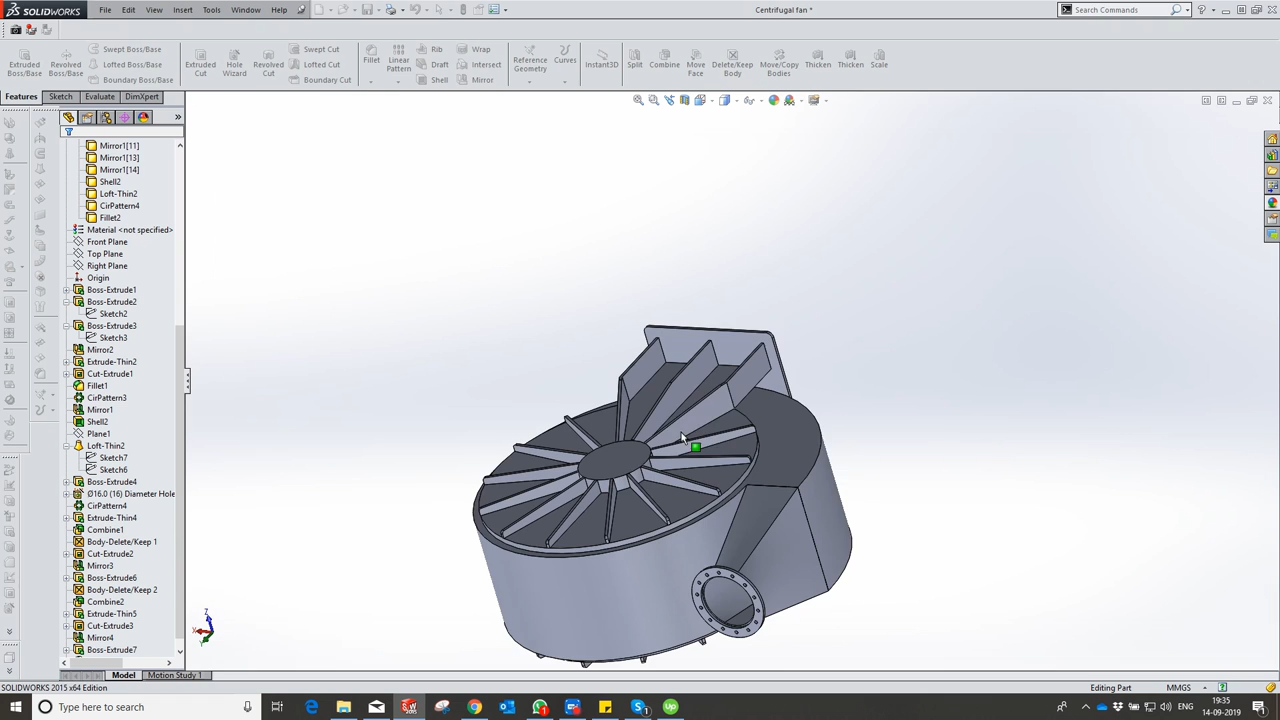 SOLIDWORKS File Edit View Insert Tools Window Help Centrifugal fan * Search Commands
Extruded Boss/Base
Revolved Boss/Base
Swept Boss/Base
Lofted Boss/Base
Boundary Boss/Base
Extruded Cut
Hole Wizard
Revolved Cut
Swept Cut
Lofted Cut
Boundary Cut
Fillet
Linear Pattern
Rib
Draft
Shell
Wrap
Intersect
Mirror
Reference Geometry
Curves
Instant3D
Split
Combine
Move Face
Delete/Keep Body
Move/Copy Bodies
Thicken
Thicken
Scale
Features Sketch Evaluate DimXpert
Mirror1[11]
Mirror1[13]
Mirror1[14]
Shell2
Loft-Thin2
CirPattern4
Fillet2
Material <not specified>
Front Plane
Top Plane
Right Plane
Origin
Boss-Extrude1
Boss-Extrude2
Sketch2
Boss-Extrude3
Sketch3
Mirror2
Extrude-Thin2
Cut-Extrude1
Fillet1
CirPattern3
Mirror1
Shell2
Plane1
Loft-Thin2
Sketch7
Sketch6
Boss-Extrude4
Ø16.0 (16) Diameter Hole
CirPattern4
Extrude-Thin4
Combine1
Body-Delete/Keep 1
Cut-Extrude2
Mirror3
Boss-Extrude6
Body-Delete/Keep 2
Combine2
Extrude-Thin5
Cut-Extrude3
Mirror4
Boss-Extrude7
Z
X
Y
Model Motion Study 1
SOLIDWORKS 2015 x64 Edition Editing Part MMGS
Type here to search
ENG
19:35
14-09-2019